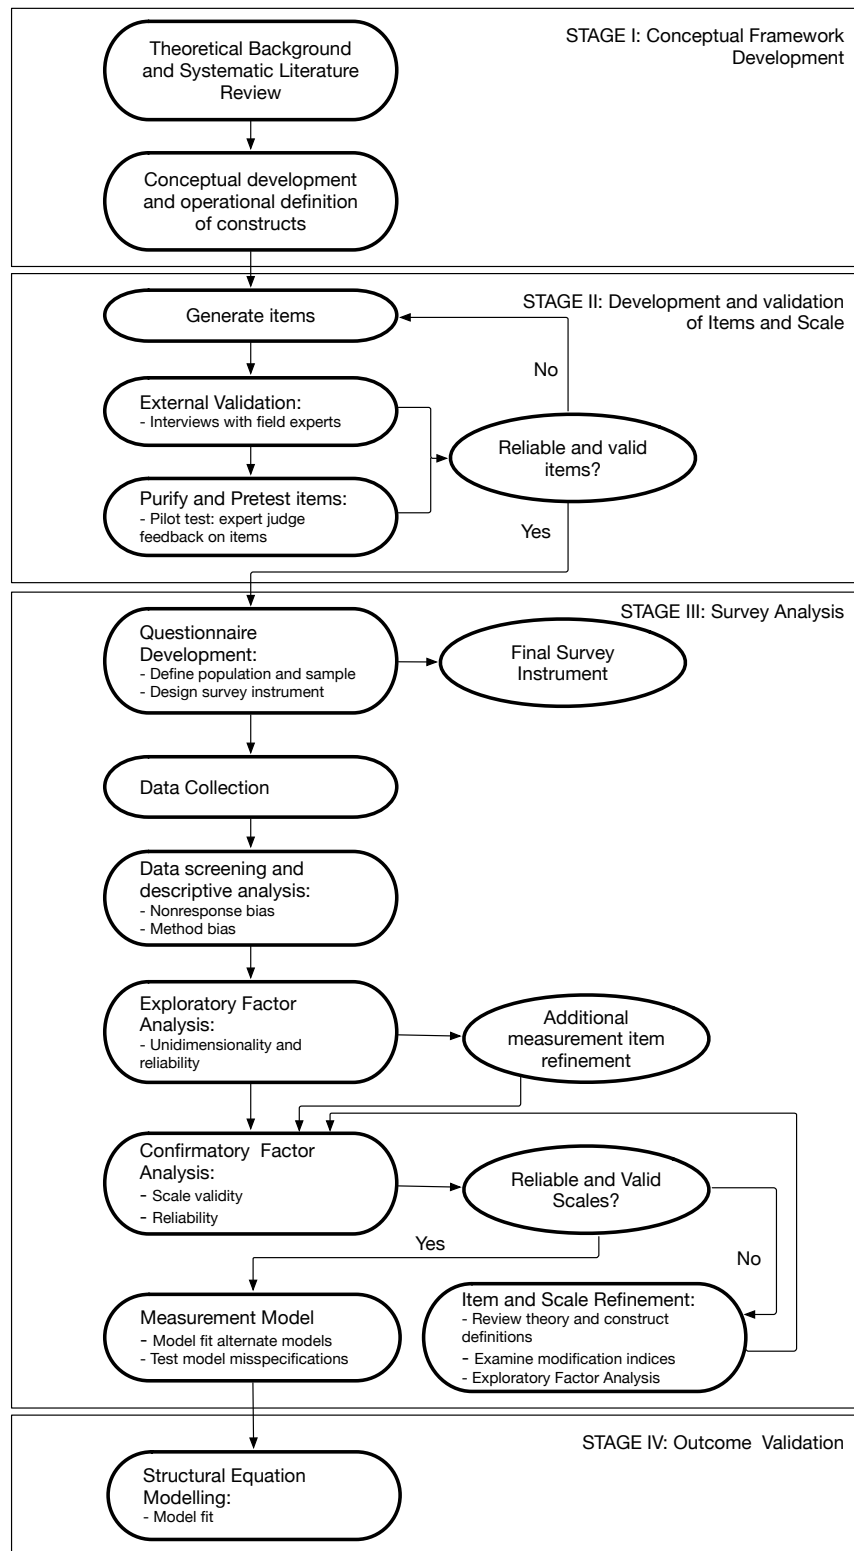 STAGE I: Conceptual Framework
Development
Theoretical Background
and Systematic Literature
Review
Conceptual development
and operational definition
of constructs
STAGE II: Development and validation
of Items and Scale
Generate items
No
External Validation:
- Interviews with field experts
Reliable and valid
items?
Purify and Pretest items:
- Pilot test: expert judge
feedback on items
Yes
STAGE III: Survey Analysis
Questionnaire
Development:
- Define population and sample
- Design survey instrument
Final Survey
Instrument
Data Collection
Data screening and
descriptive analysis:
- Nonresponse bias
- Method bias
Exploratory Factor
Analysis:
- Unidimensionality and
reliability
Additional
measurement item
refinement
Confirmatory Factor
Analysis:
- Scale validity
- Reliability
Reliable and Valid
Scales?
Yes
No
Measurement Model
- Model fit alternate models
- Test model misspecifications
Item and Scale Refinement:
- Review theory and construct
definitions
- Examine modification indices
- Exploratory Factor Analysis
STAGE IV: Outcome Validation
Structural Equation
Modelling:
- Model fit